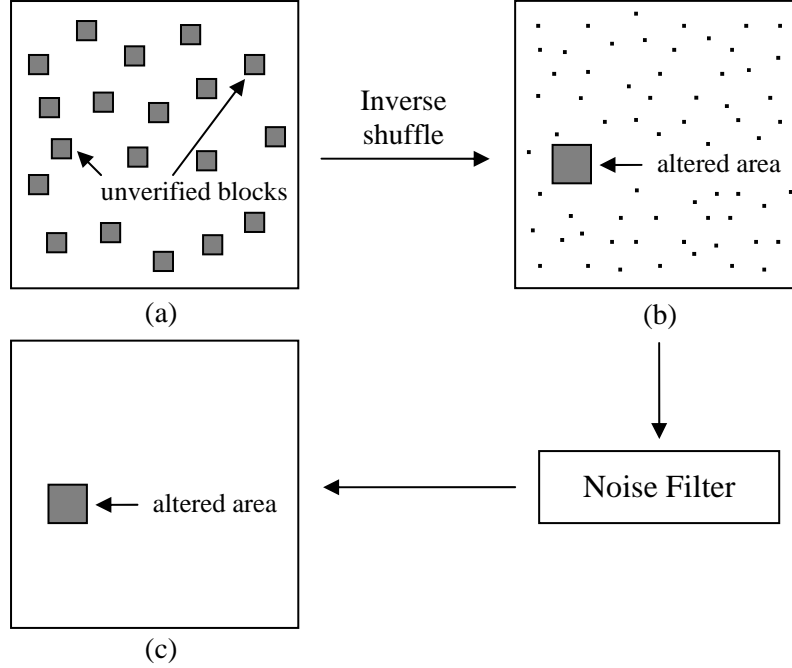 unverified blocks
(a)
Inverse
shuffle
altered area
(b)
Noise Filter
altered area
(c)